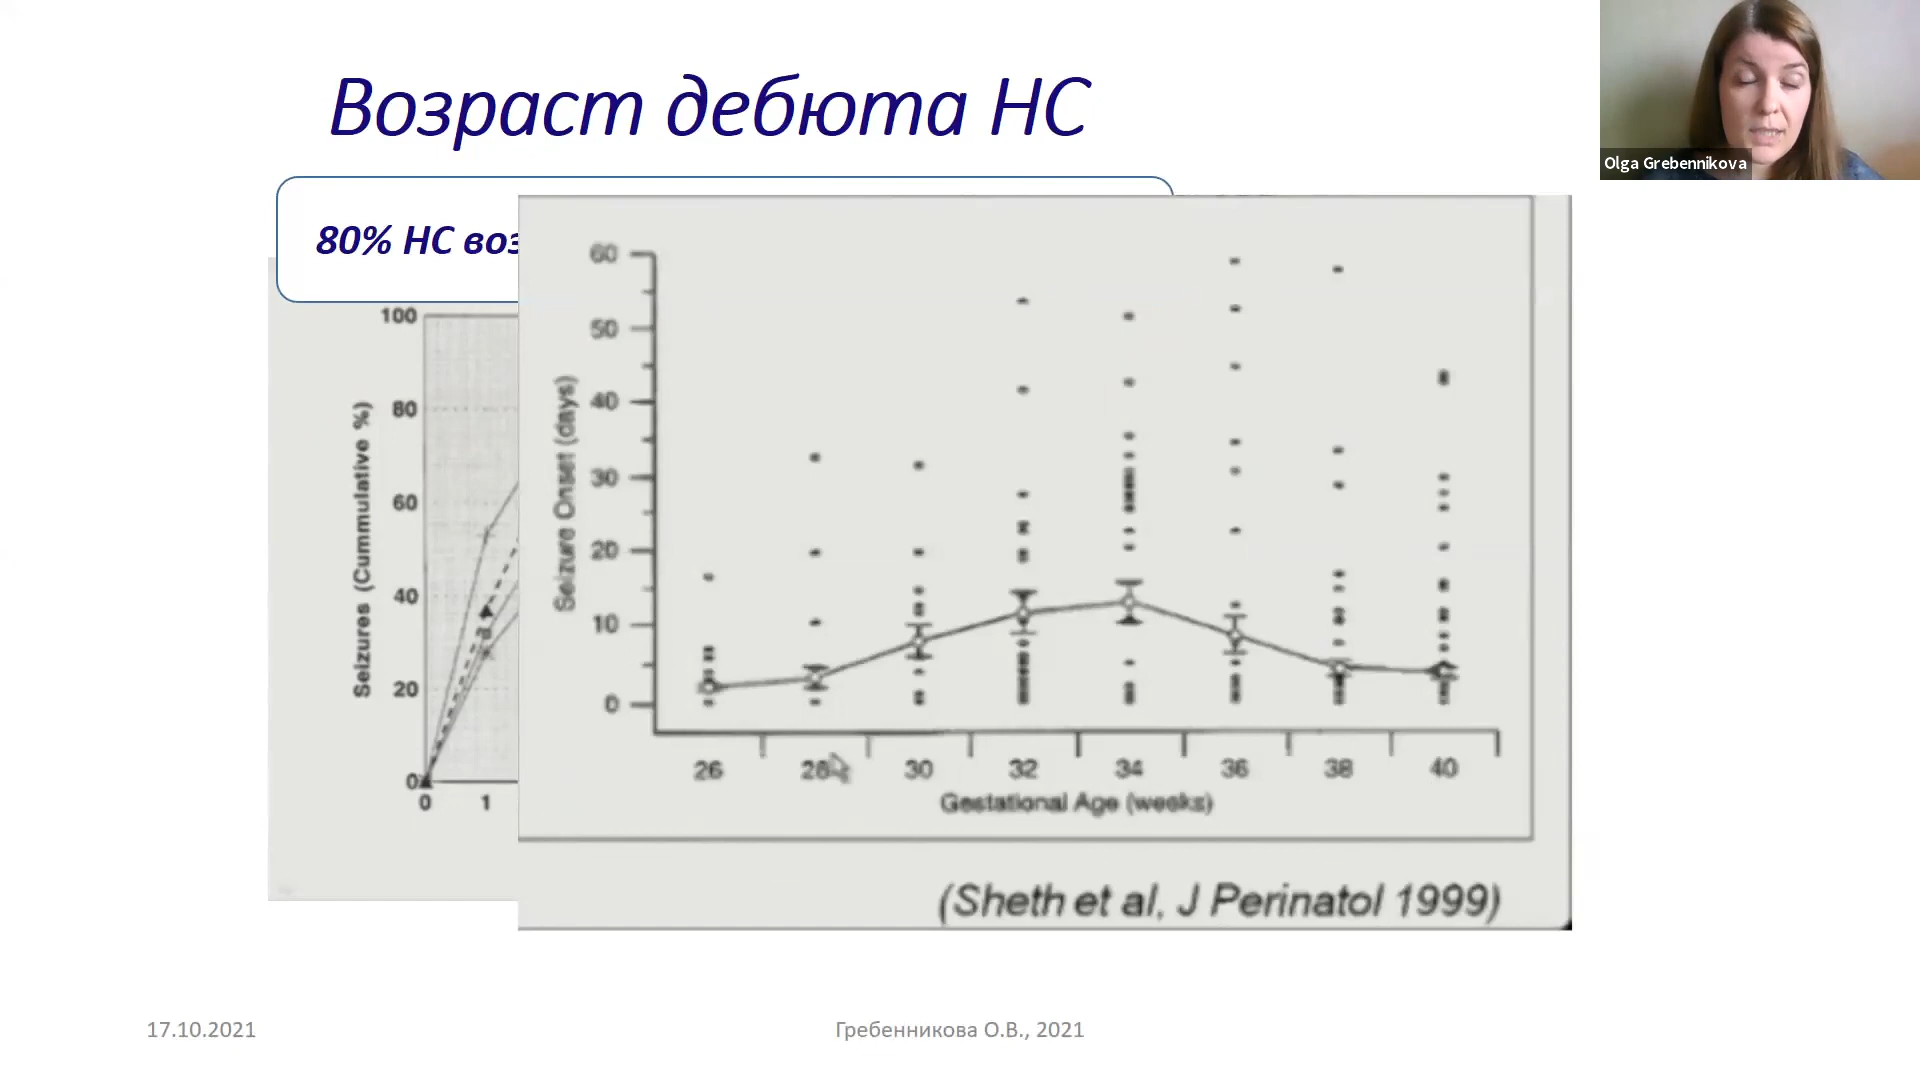 Возраст дебюта НС
Olga Grebennikova
80% НС воз
100
80
60
40
20
0
Seizures (Cummulative %)
0 1
60
50
40
30
20
10
0
Seizure Onset (days)
26 28 30 32 34 36 38 40
Gestational Age (weeks)
(Sheth et al, J Perinatol 1999)
17.10.2021
Гребенникова О.В., 2021